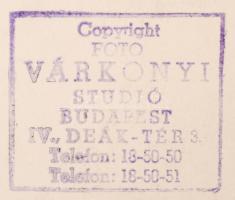 Copyright
FOTO
VÁRKONYI
STUDIÓ
BUDAPEST
IV., DEÁK-TÉR 3.
Telefon: 18-50-50
Telefon: 18-50-51